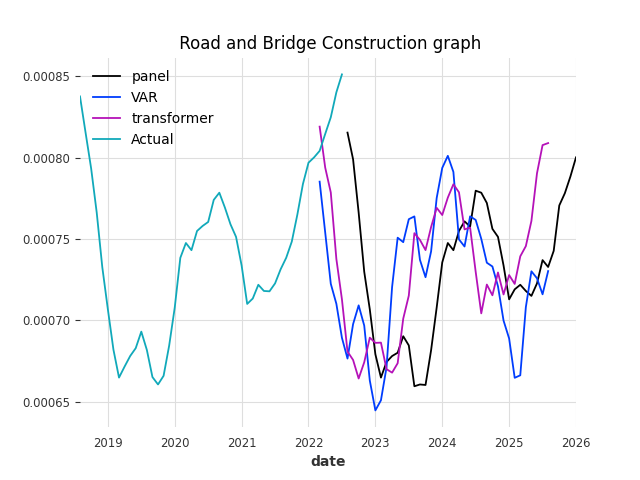 Road and Bridge Construction graph
0.00085
0.00080
0.00075
0.00070
0.00065
panel
VAR
transformer
Actual
2019 2020 2021 2022 2023 2024 2025 2026
date